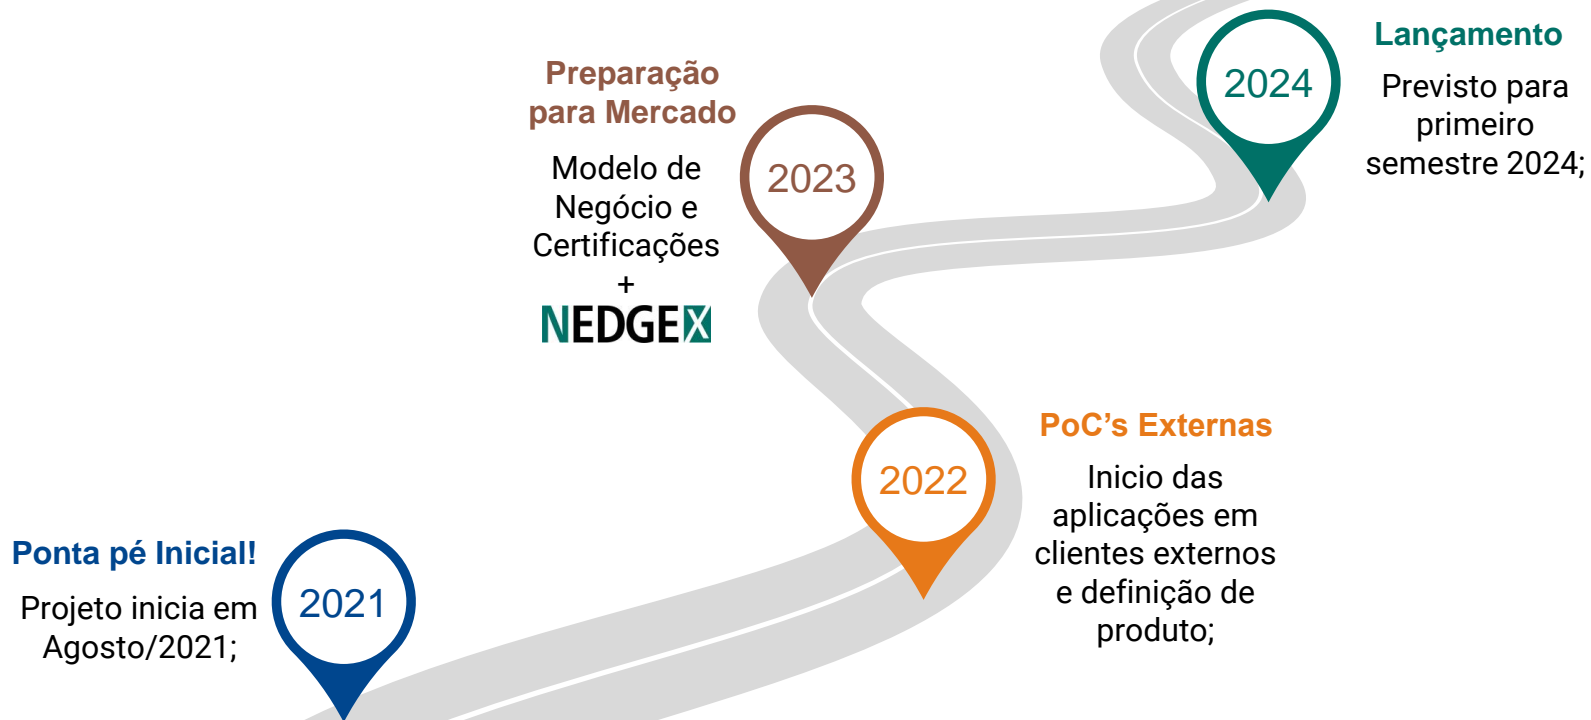 Ponta pé Inicial!
Projeto inicia em
Agosto/2021;
2021
2022
PoC’s Externas
Inicio das
aplicações em
clientes externos
e definição de
produto;
Preparação
para Mercado
Modelo de
Negócio e
Certificações
+
NEDGEX
2023
2024
Lançamento
Previsto para
primeiro
semestre 2024;